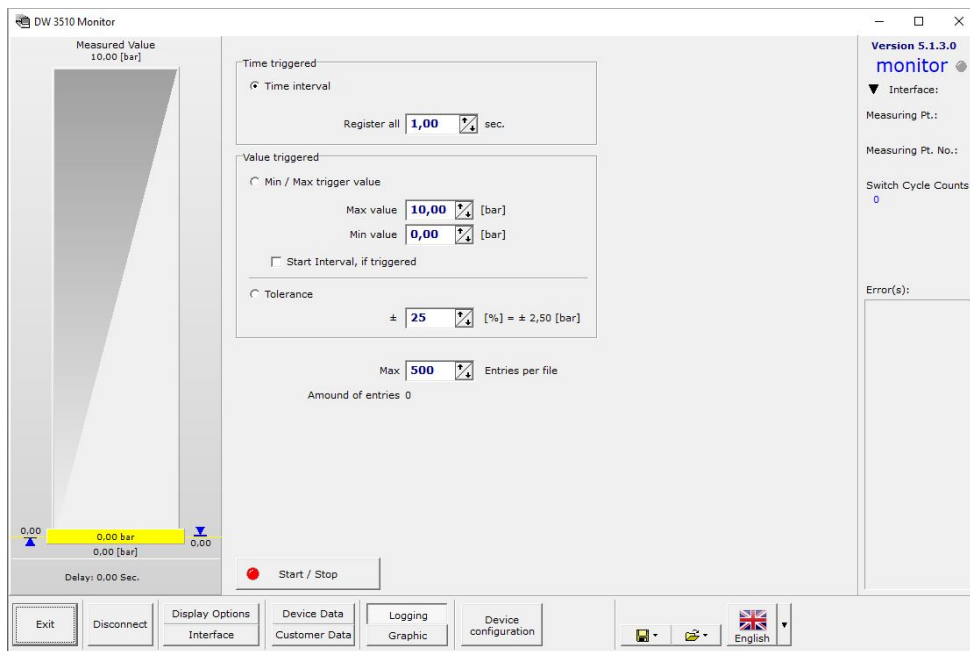 DW 3510 Monitor
Measured Value
10.00 [bar]
0,00
0,00 bar
0,00
0,00 [bar]
Delay: 0.00 Sec.
Time triggered
Time interval
Register all 1,00 sec.
Value triggered
Min / Max trigger value
Max value 10,00 [bar]
Min value 0,00 [bar]
Start Interval, if triggered
Tolerance
± 25 [%] = ± 2,50 [bar]
Max 500 Entries per file
Amound of entries 0
Start / Stop
Version 5.1.3.0
monitor
Interface:
Measuring Pt.:
Measuring Pt. No.:
Switch Cycle Counts
0
Error(s):
Exit
Disconnect
Display Options
Interface
Device Data
Customer Data
Logging
Graphic
Device
configuration
English